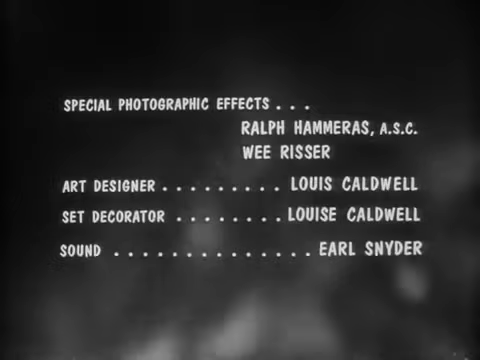 SPECIAL PHOTOGRAPHIC EFFECTS . . .
RALPH HAMMERAS, A.S.C.
WEE RISSER
ART DESIGNER . . . . . . . . . LOUIS CALDWELL
SET DECORATOR . . . . . . . . LOUISE CALDWELL
SOUND . . . . . . . . . . . . . . EARL SNYDER